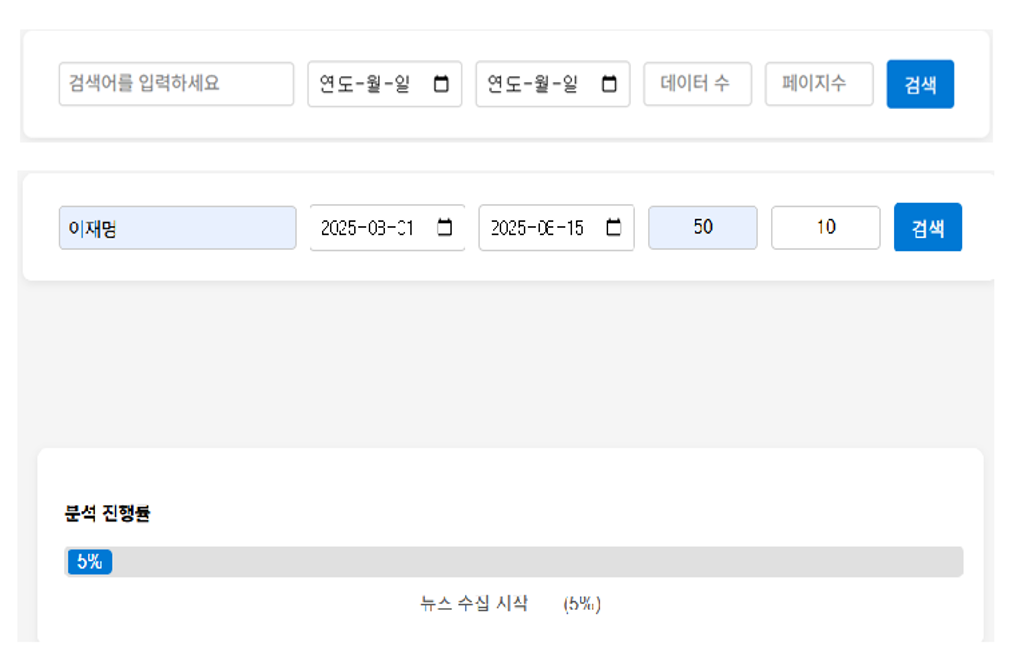 검색어를 입력하세요 연도-월-일 연도-월-일 데이터 수 페이지수 검색
이재명 2025-03-01 2025-06-15 50 10 검색
분석 진행률
5%
뉴스 수집 시작 (5%)